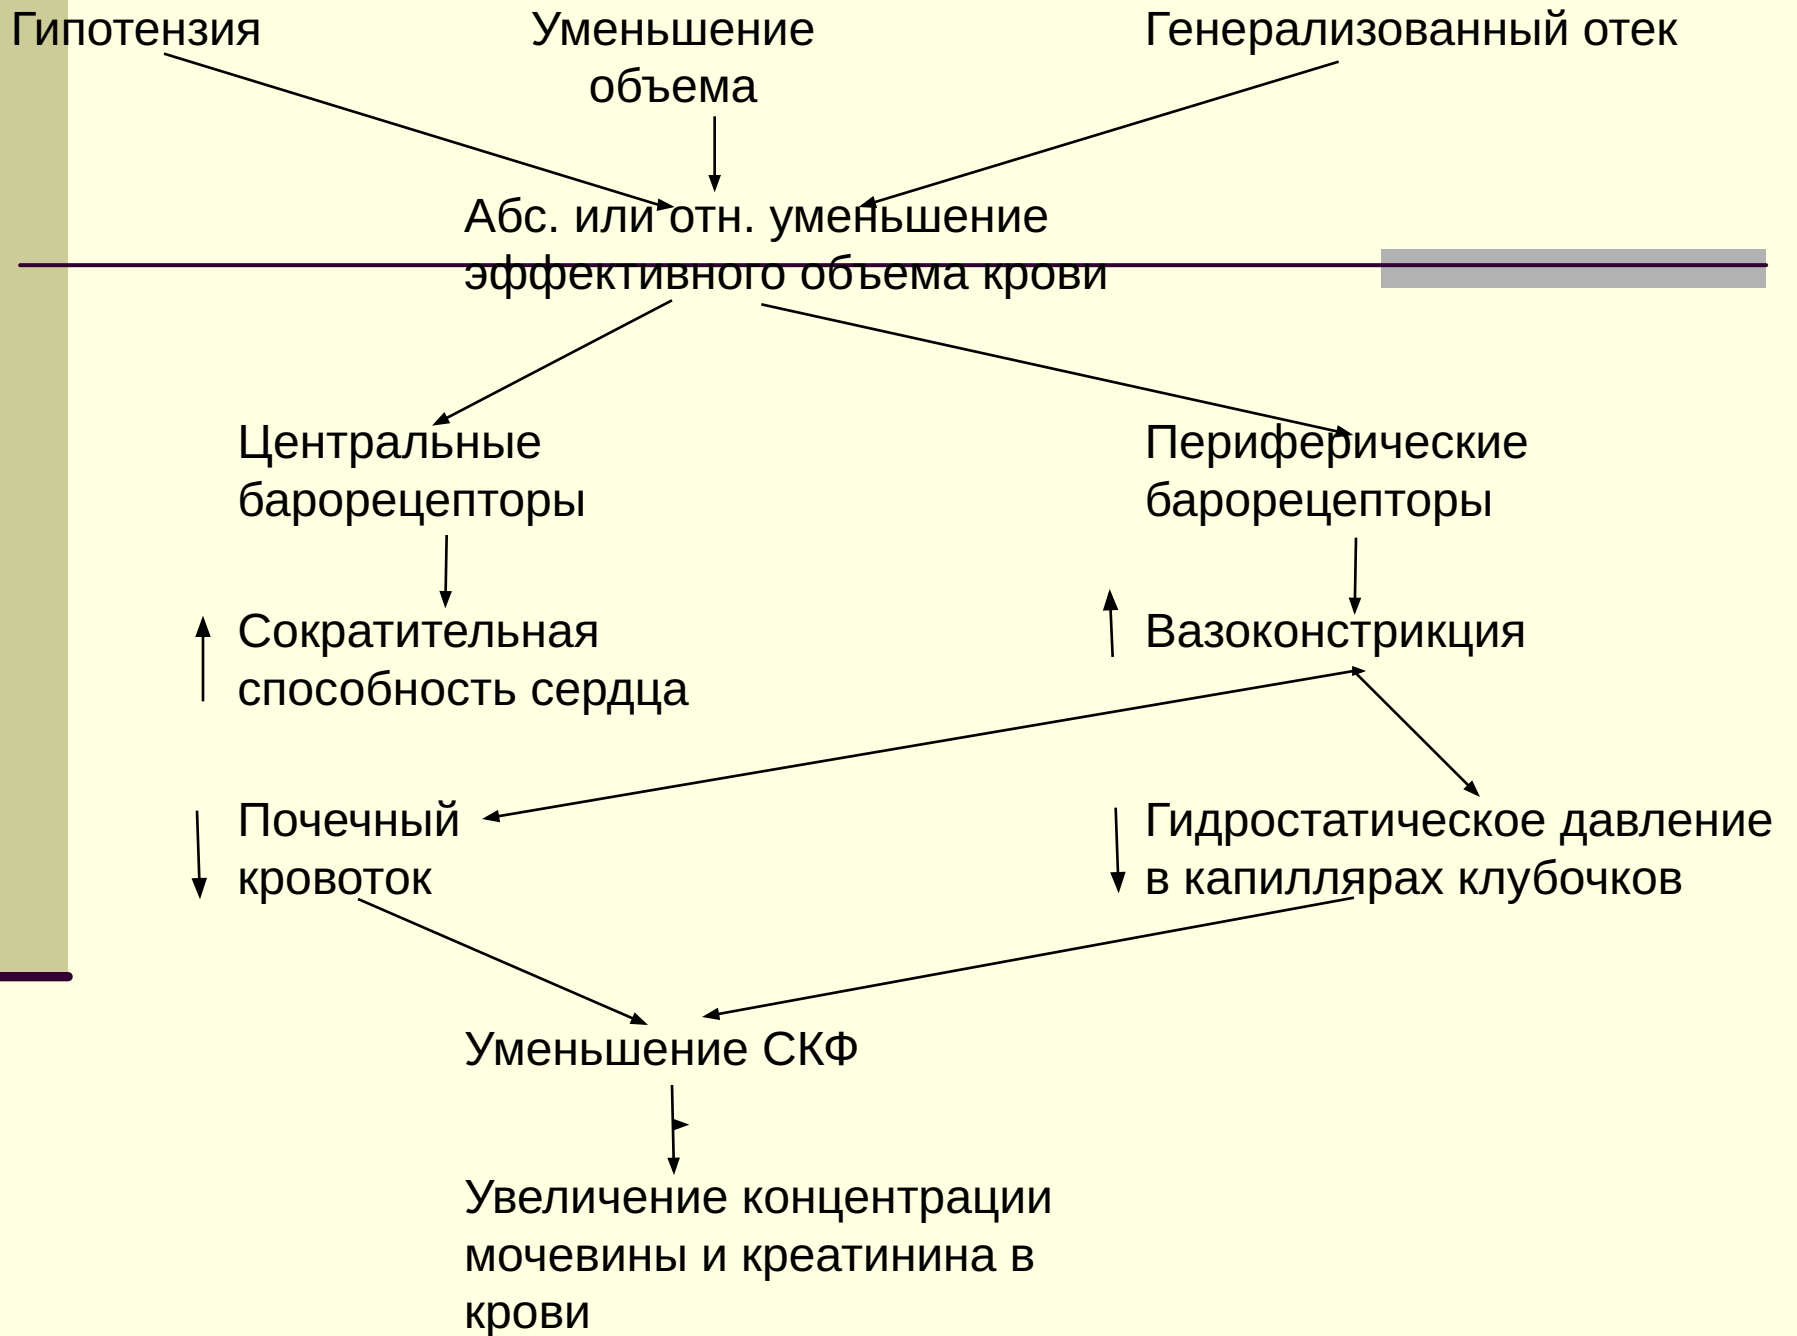 Гипотензия
Уменьшение
объема
Генерализованный отек
Абс. или отн. уменьшение
эффективного объема крови
Центральные
барорецепторы
Периферические
барорецепторы
Сократительная
способность сердца
Вазоконстрикция
Почечный
кровоток
Гидростатическое давление
в капиллярах клубочков
Уменьшение СКФ
Увеличение концентрации
мочевины и креатинина в
крови